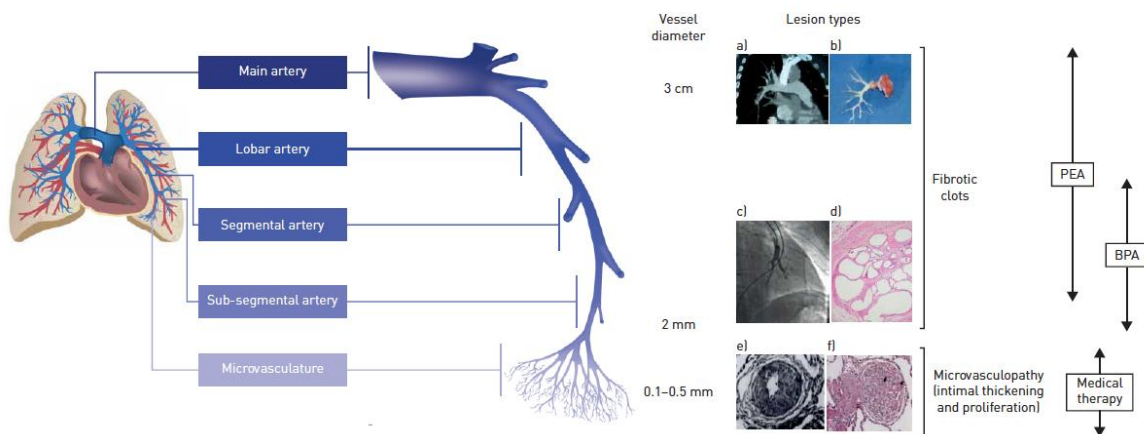 Vessel
diameter
Lesion types
a)
b)
Main artery
3 cm
Lobar artery
PEA
Fibrotic
clots
Segmental artery
c)
d)
BPA
Sub-segmental artery
2 mm
e)
f)
Microvasculature
Microvasculopathy
(intimal thickening
and proliferation)
Medical
therapy
0.1–0.5 mm